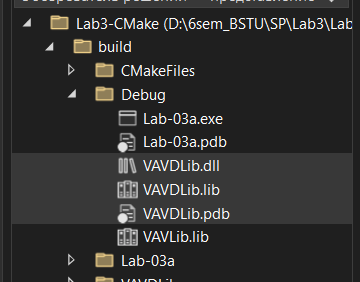 Lab3-CMake (D:\6sem_BSTU\SP\Lab3\Lab
build
CMakeFiles
Debug
Lab-03a.exe
Lab-03a.pdb
VAVDLib.dll
VAVDLib.lib
VAVDLib.pdb
VAVLib.lib
Lab-03a